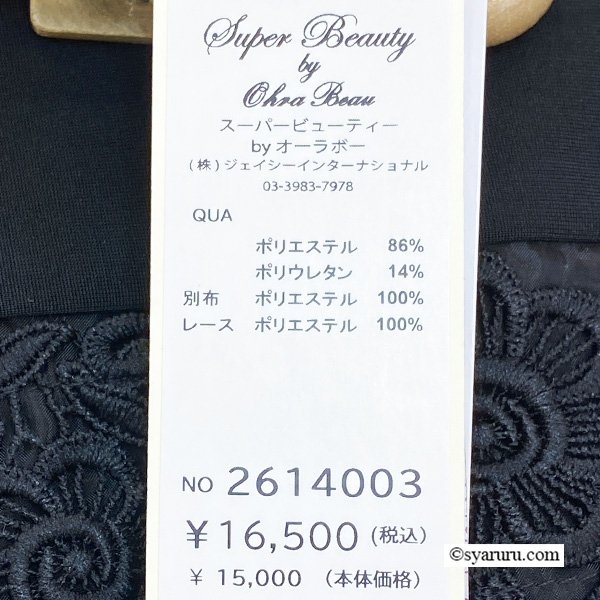 Super Beauty
by
Ohra Beau
スーパービューティー
by オーラボー
(株)ジェイシーインターナショナル
03-3983-7978
QUA
ポリエステル 86%
ポリウレタン 14%
別布 ポリエステル 100%
レース ポリエステル 100%
NO 2614003
¥16,500 (税込)
¥ 15,000 (本体価格)
©syaruru.com